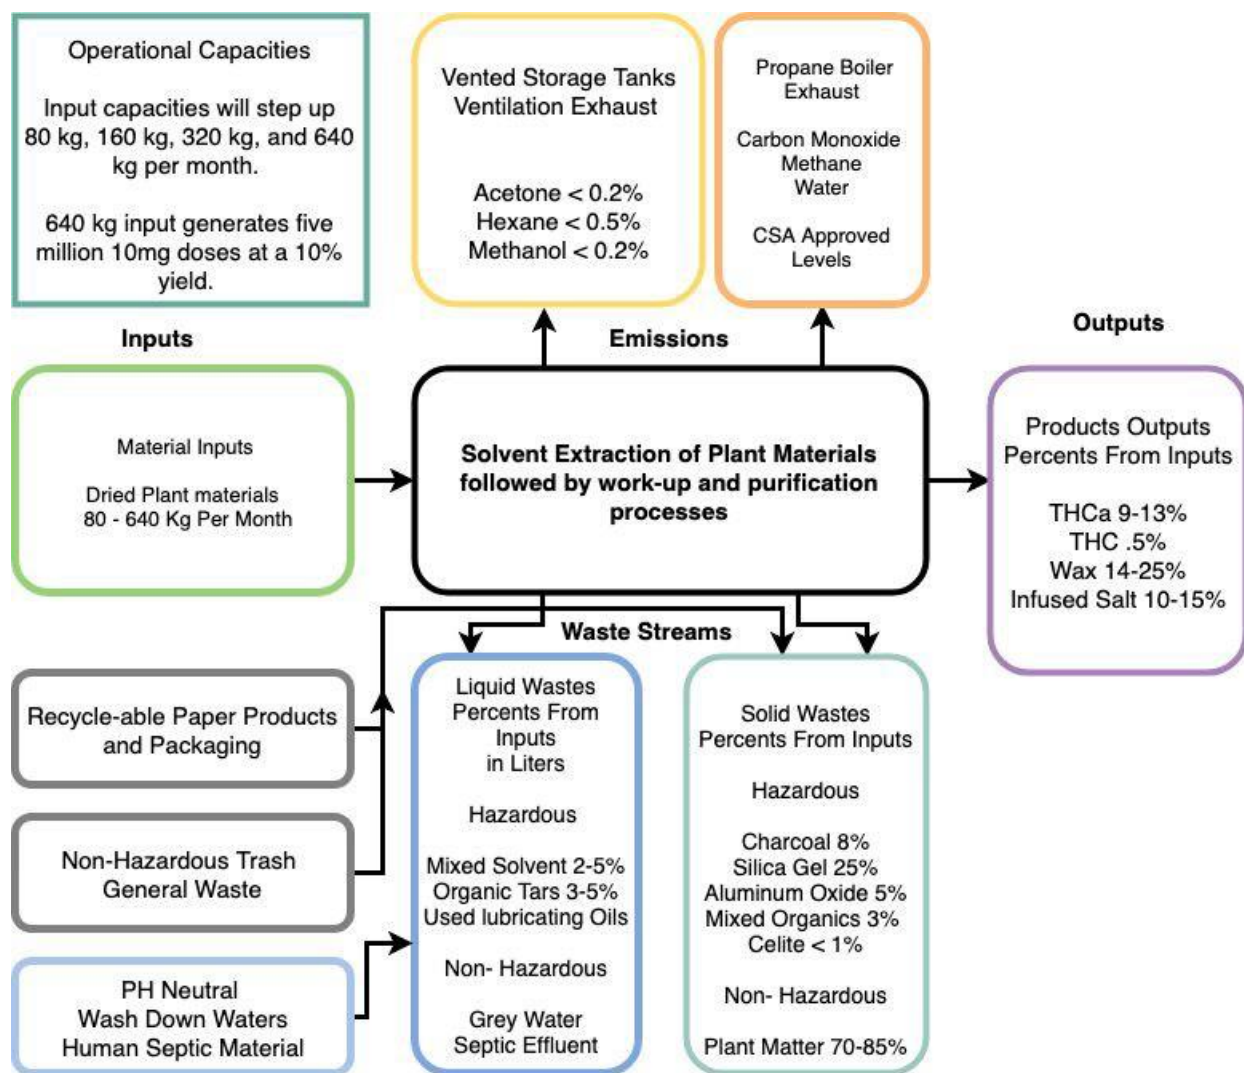 Operational Capacities
Input capacities will step up
80 kg, 160 kg, 320 kg, and 640
kg per month.
640 kg input generates five
million 10mg doses at a 10%
yield.
Vented Storage Tanks
Ventilation Exhaust
Acetone < 0.2%
Hexane < 0.5%
Methanol < 0.2%
Propane Boiler
Exhaust
Carbon Monoxide
Methane
Water
CSA Approved
Levels
Inputs
Emissions
Outputs
Material Inputs
Dried Plant materials
80 - 640 Kg Per Month
Solvent Extraction of Plant Materials
followed by work-up and purification
processes
Products Outputs
Percents From Inputs
THCa 9-13%
THC .5%
Wax 14-25%
Infused Salt 10-15%
Waste Streams
Recycle-able Paper Products
and Packaging
Non-Hazardous Trash
General Waste
PH Neutral
Wash Down Waters
Human Septic Material
Liquid Wastes
Percents From
Inputs
in Liters
Hazardous
Mixed Solvent 2-5%
Organic Tars 3-5%
Used lubricating Oils
Non- Hazardous
Grey Water
Septic Effluent
Solid Wastes
Percents From Inputs
Hazardous
Charcoal 8%
Silica Gel 25%
Aluminum Oxide 5%
Mixed Organics 3%
Celite < 1%
Non- Hazardous
Plant Matter 70-85%